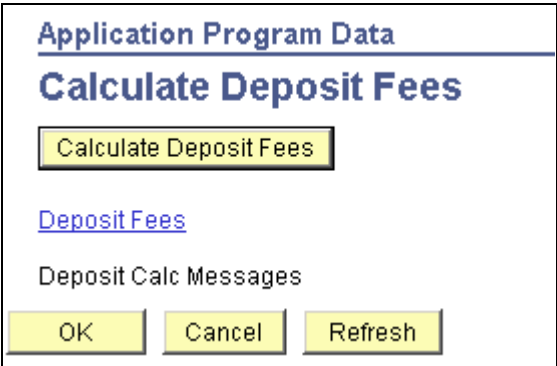 Application Program Data
Calculate Deposit Fees
Calculate Deposit Fees
Deposit Fees
Deposit Calc Messages
OK Cancel Refresh